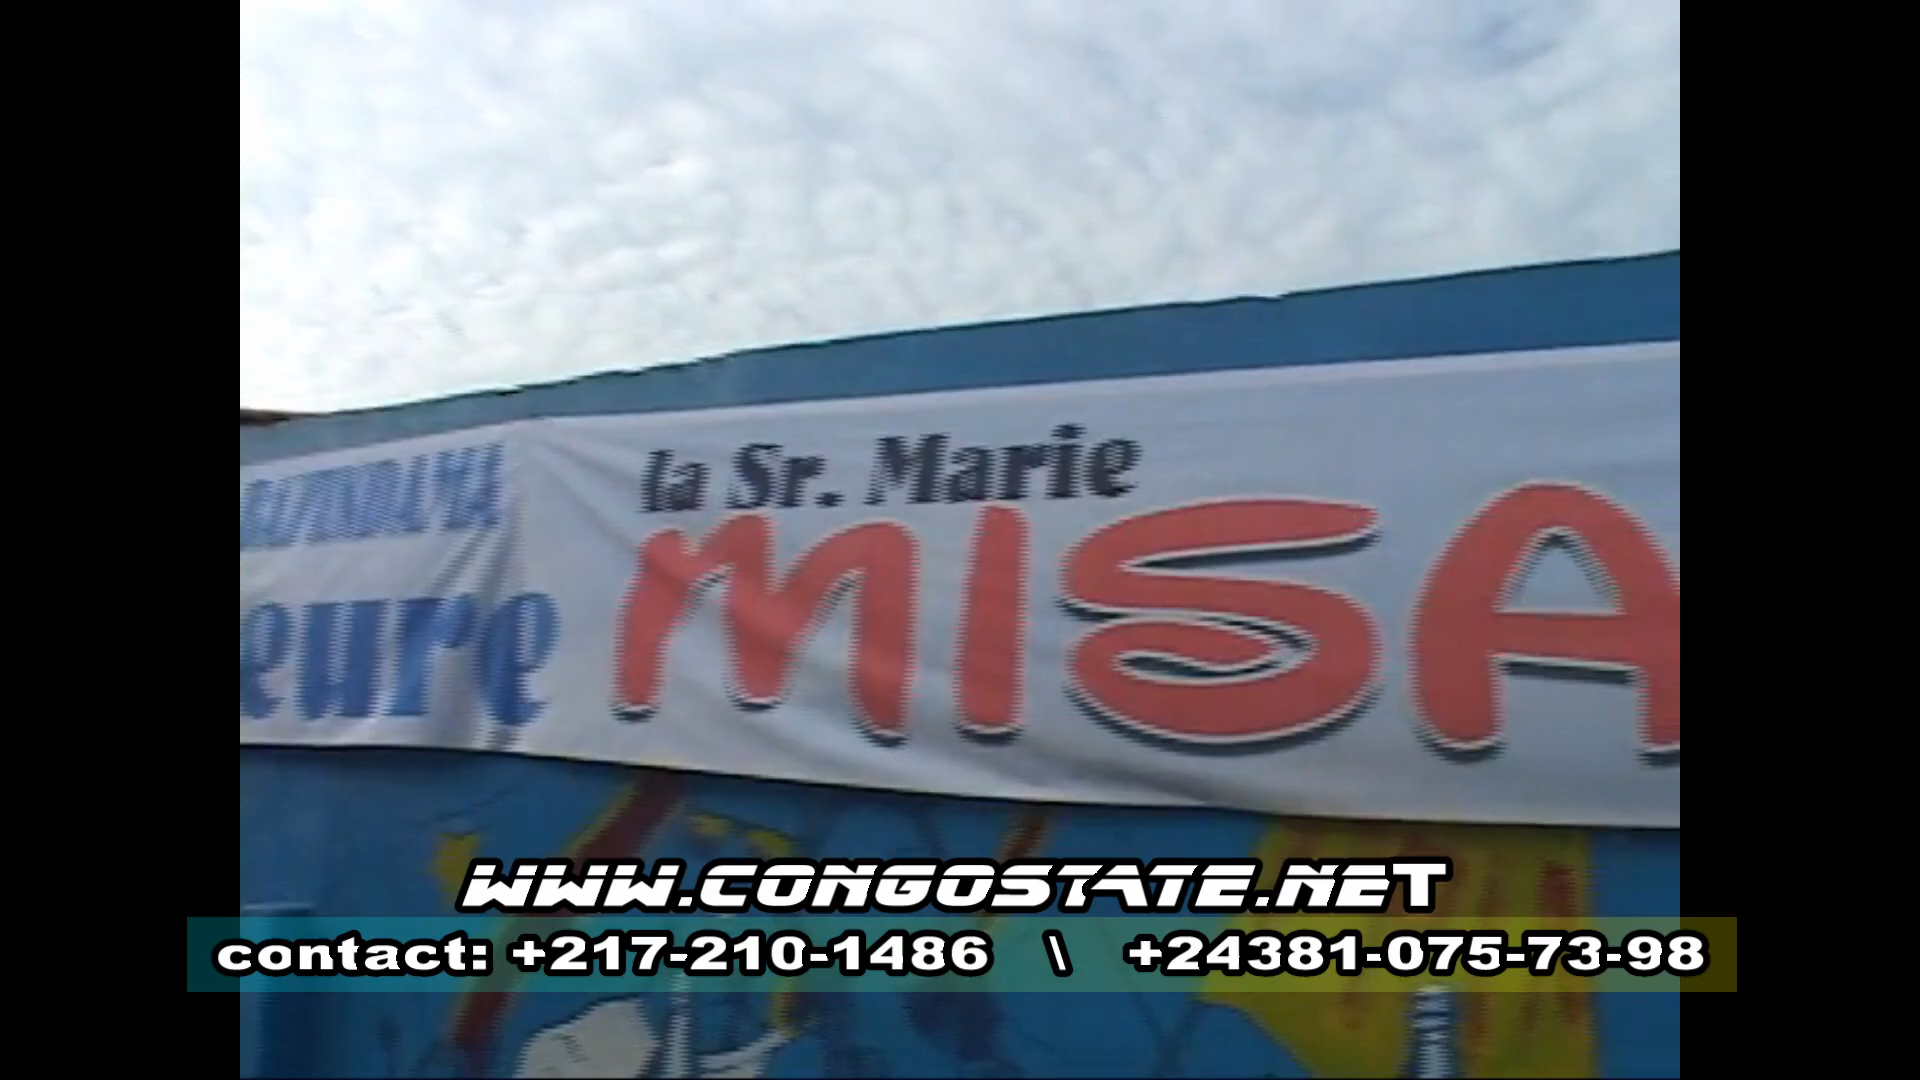 la Sr. Marie
eure MISA
WWW.CONGOSTATE.NET
contact: +217-210-1486 \ +24381-075-73-98